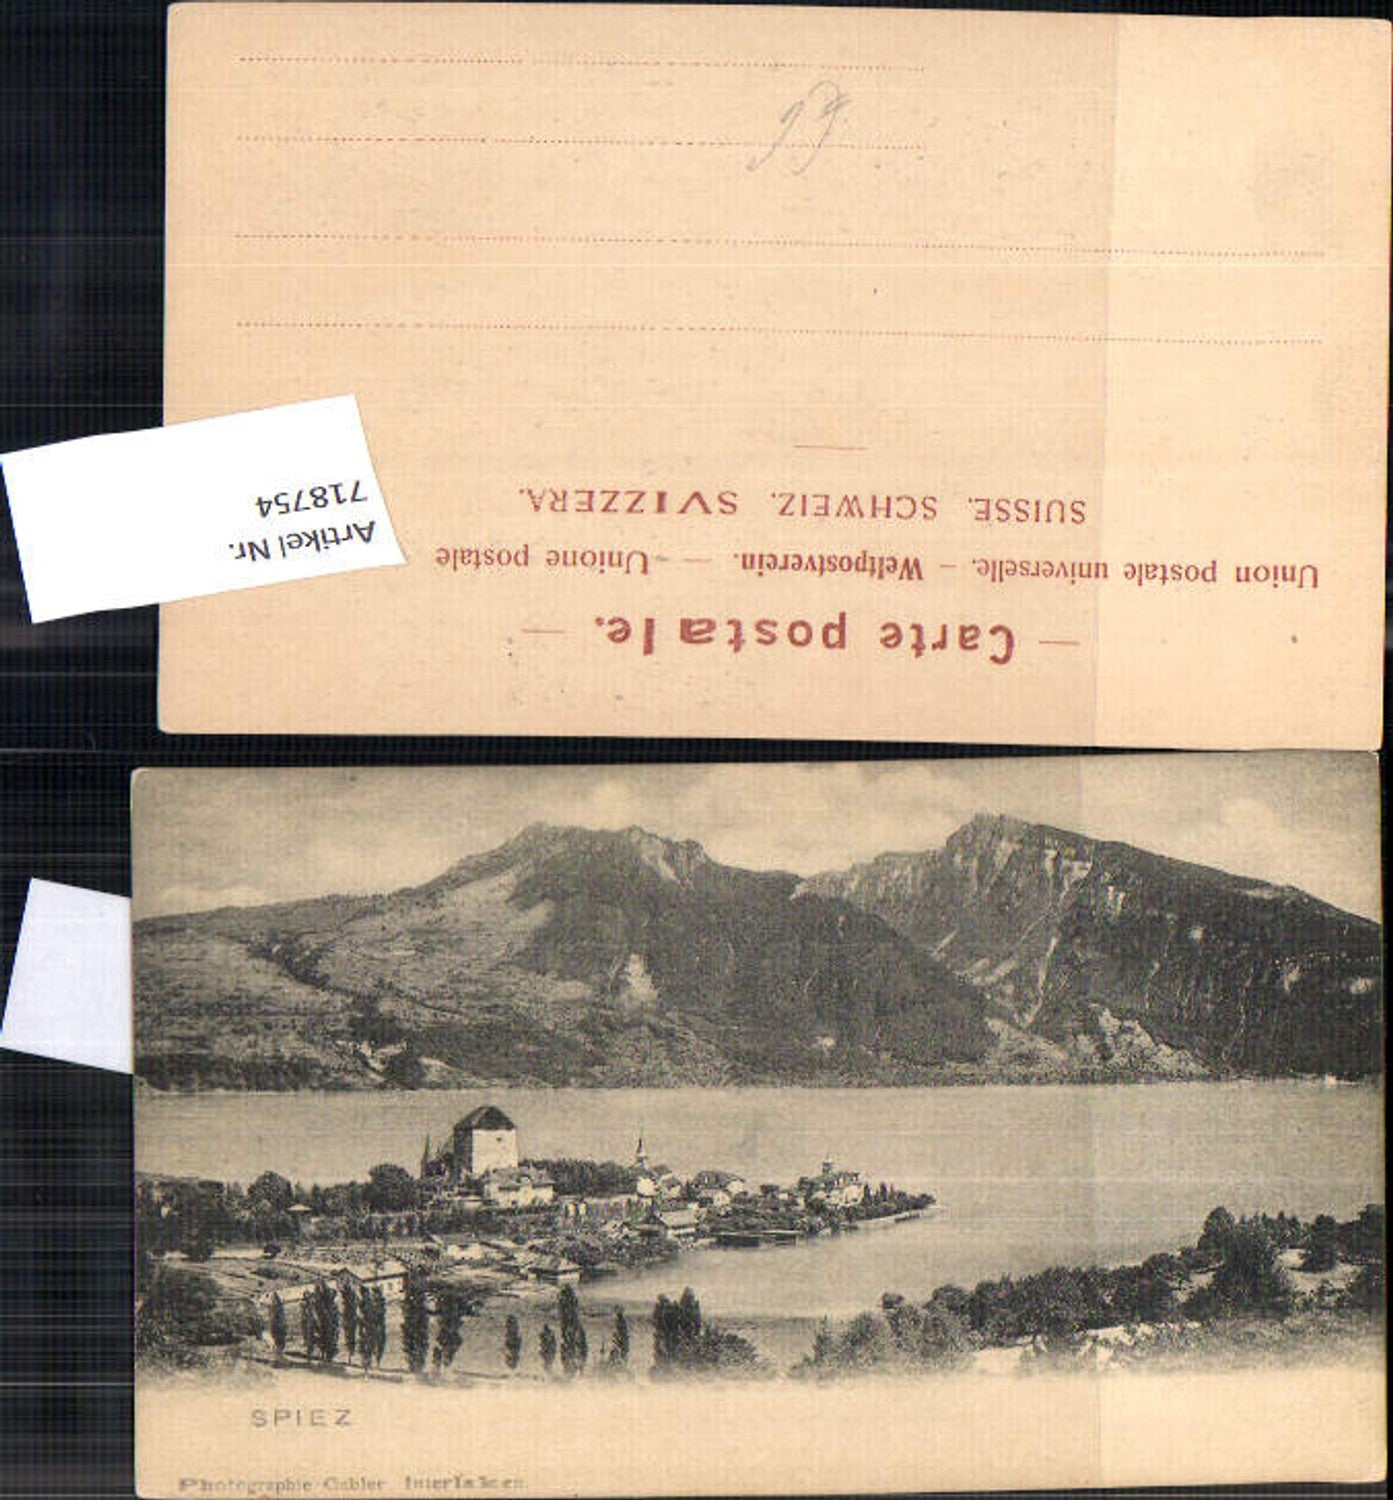 — Carte postale. —
Union postale universelle. – Weltpostverein. — Unione postale
SUISSE. SCHWEIZ. SVIZZERA.
Artikel Nr.
718754
SPIEZ
Photographie Gabler Interlaken.